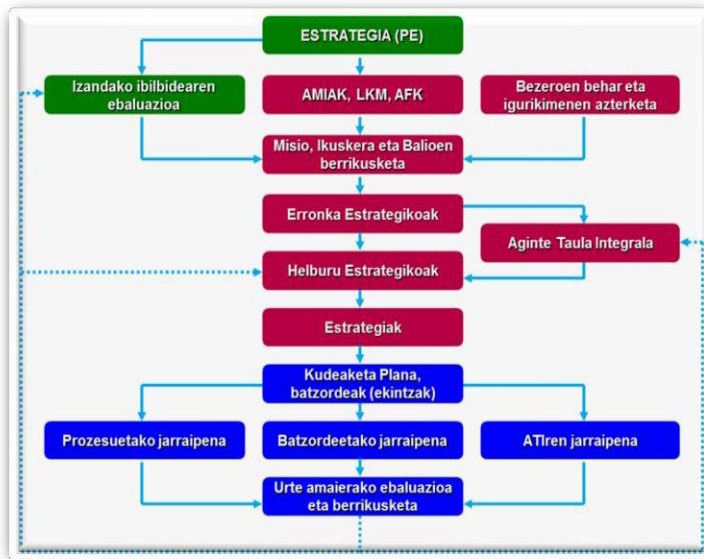 ESTRATEGIA (PE)
Izandako ibilbidearen
ebaluazioa
AMIAK, LKM, AFK
Bezeroen behar eta
igurikimenen azterketa
Misio, Ikuskera eta Balioen
berrikusketa
Erronka Estrategikoak
Aginte Taula Integrala
Helburu Estrategikoak
Estrategiak
Kudeaketa Plana,
batzordeak (ekintzak)
Prozesuetako jarraipena
Batzordeetako jarraipena
ATIren jarraipena
Urte amaierako ebaluazioa
eta berrikusketa